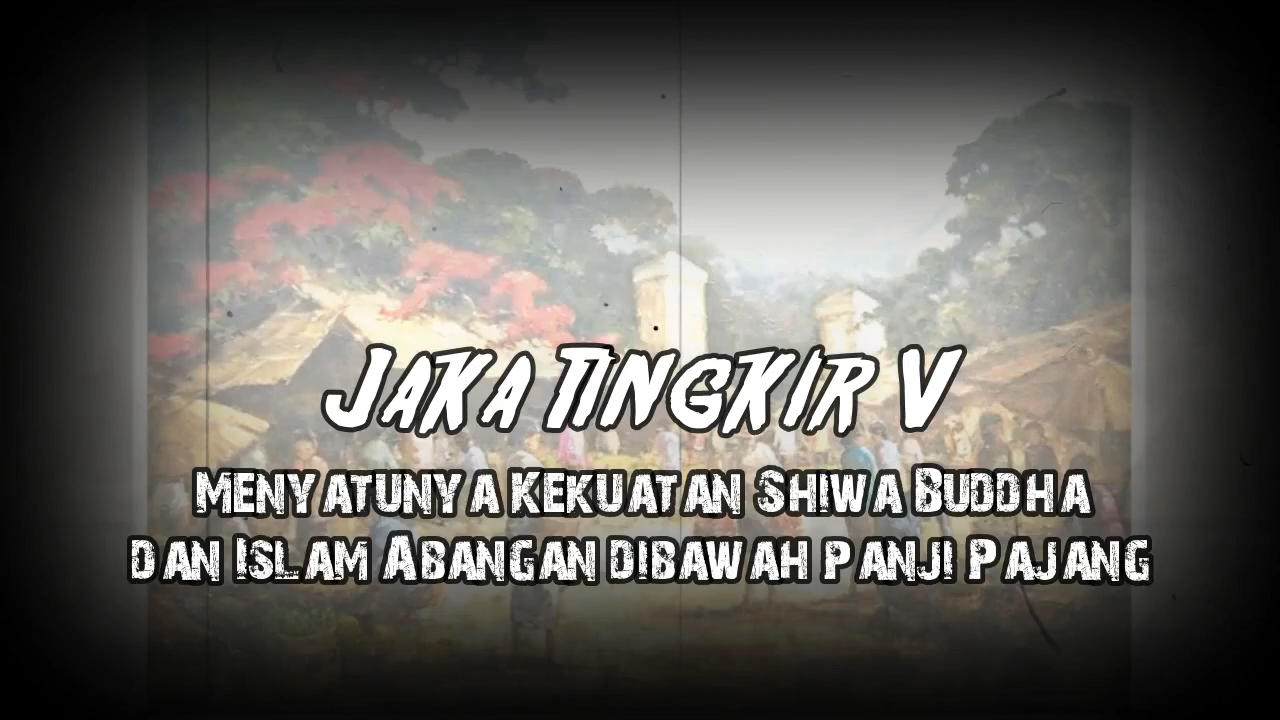 Jaka Tingkir V
Menyatunya Kekuatan Shiwa Buddha
dan Islam Abangan dibawah panji Pajang